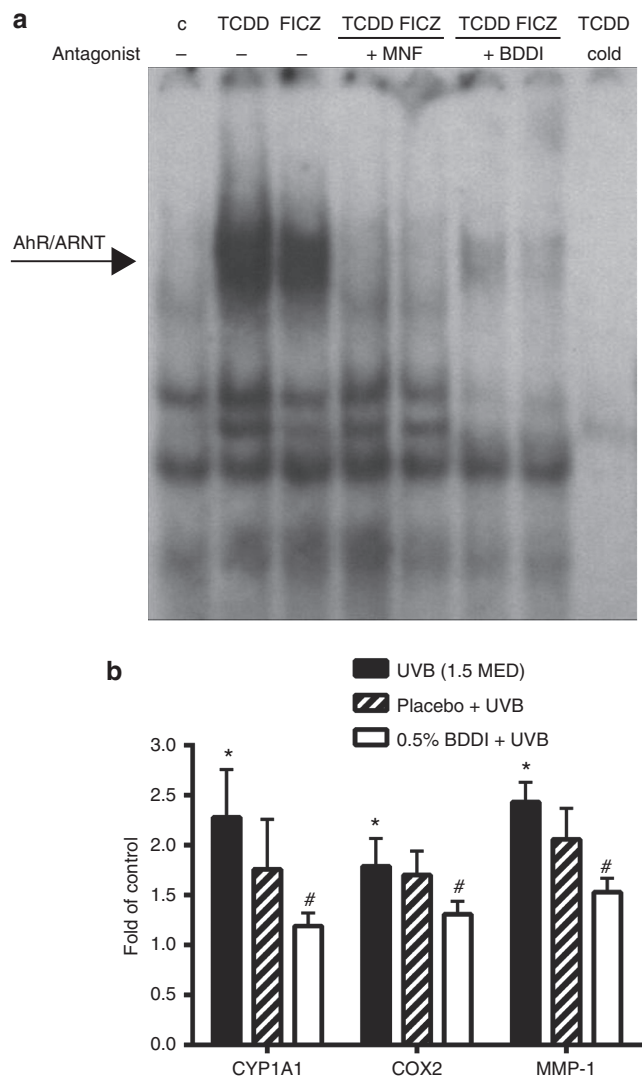 a
c TCDD FICZ TCDD FICZ TCDD FICZ TCDD
Antagonist – – – + MNF + BDDI cold
AhR/ARNT
b
UVB (1.5 MED)
Placebo + UVB
0.5% BDDI + UVB
Fold of control
3.0
2.5
2.0
1.5
1.0
0.5
0.0
*
#
*
#
*
#
CYP1A1 COX2 MMP-1